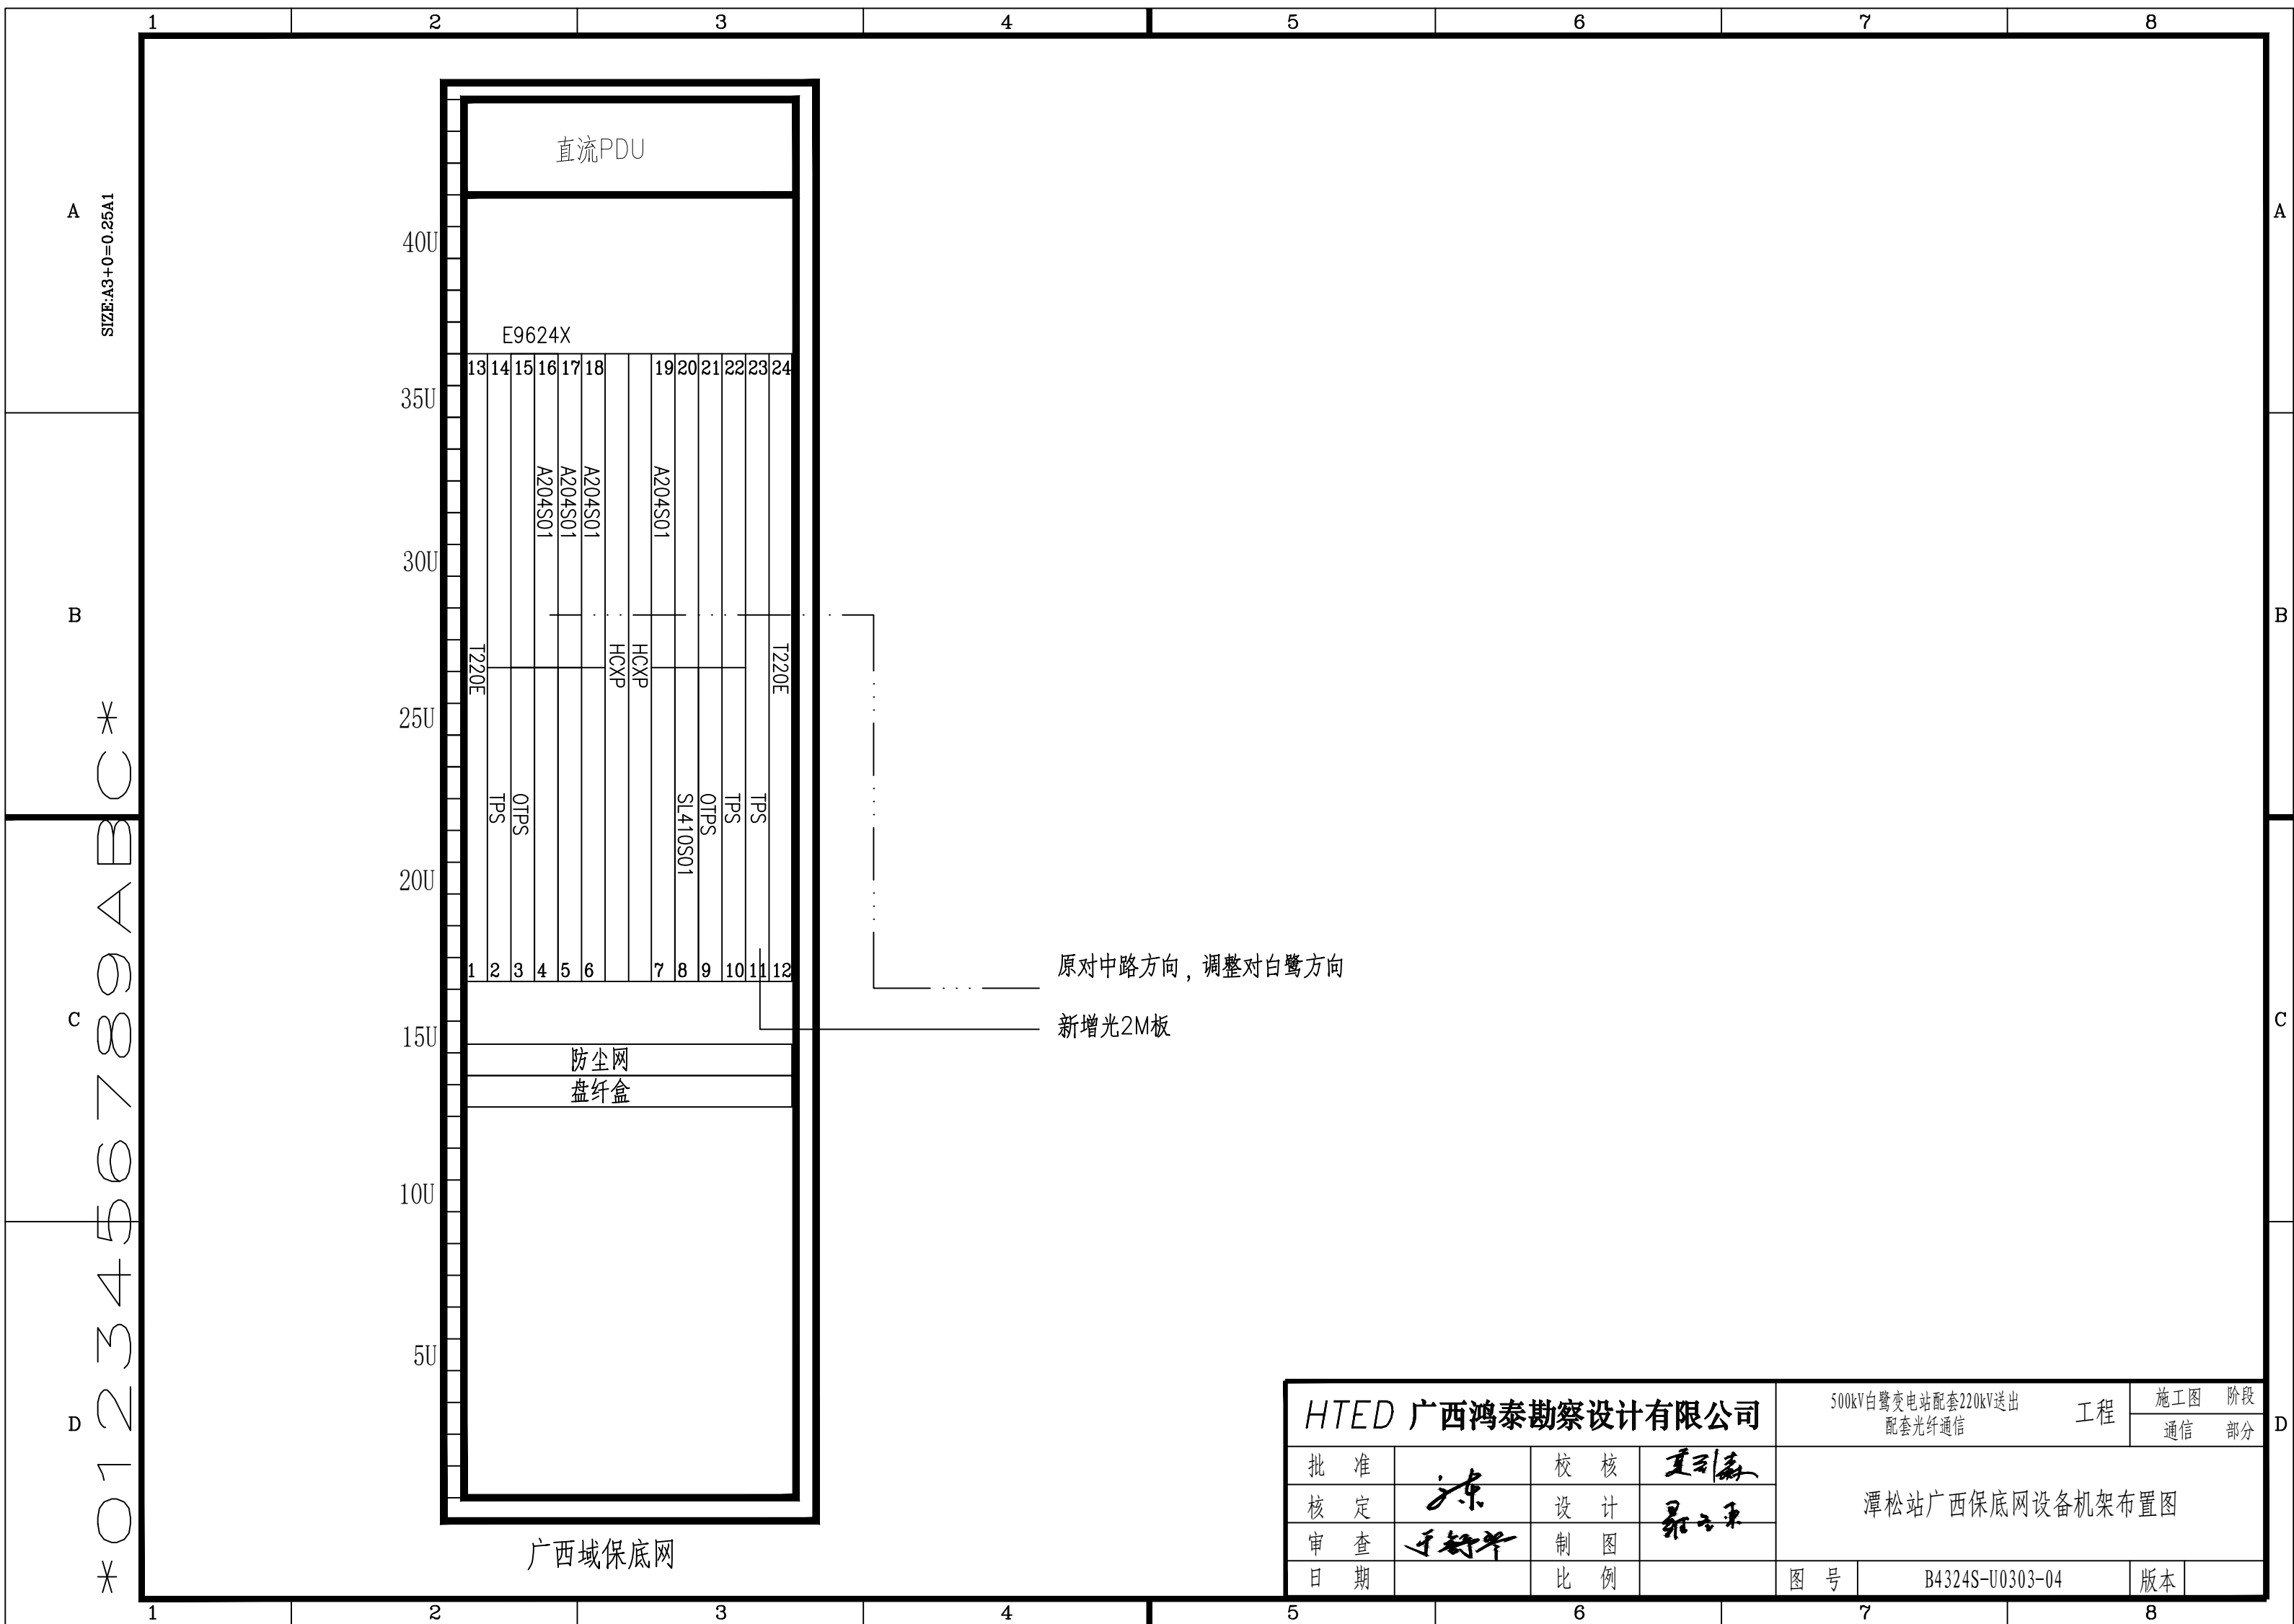 1 2 3 4 5 6 7 8
A
B
C
D
SIZE:A3+0=0.25A1
*0123456789ABC*
直流PDU
40U
35U
30U
25U
20U
15U
10U
5U
E9624X
13 14 15 16 17 18 19 20 21 22 23 24
A204S01 A204S01 A204S01 A204S01
T220E HCXP HCXP T220E
TPS OTPS SL410S01 OTPS TPS TPS
1 2 3 4 5 6 7 8 9 10 11 12
原对中路方向，调整对白鹭方向
新增光2M板
防尘网
盘纤盒
广西域保底网
HTED 广西鸿泰勘察设计有限公司
500kV白鹭变电站配套220kV送出
配套光纤通信
工程
施工图 阶段
通信 部分
批 准 校 核
核 定 设 计
审 查 制 图
日 期 比 例
潭松站广西保底网设备机架布置图
图 号 B4324S-U0303-04 版本
A
B
C
D
1 2 3 4 5 6 7 8